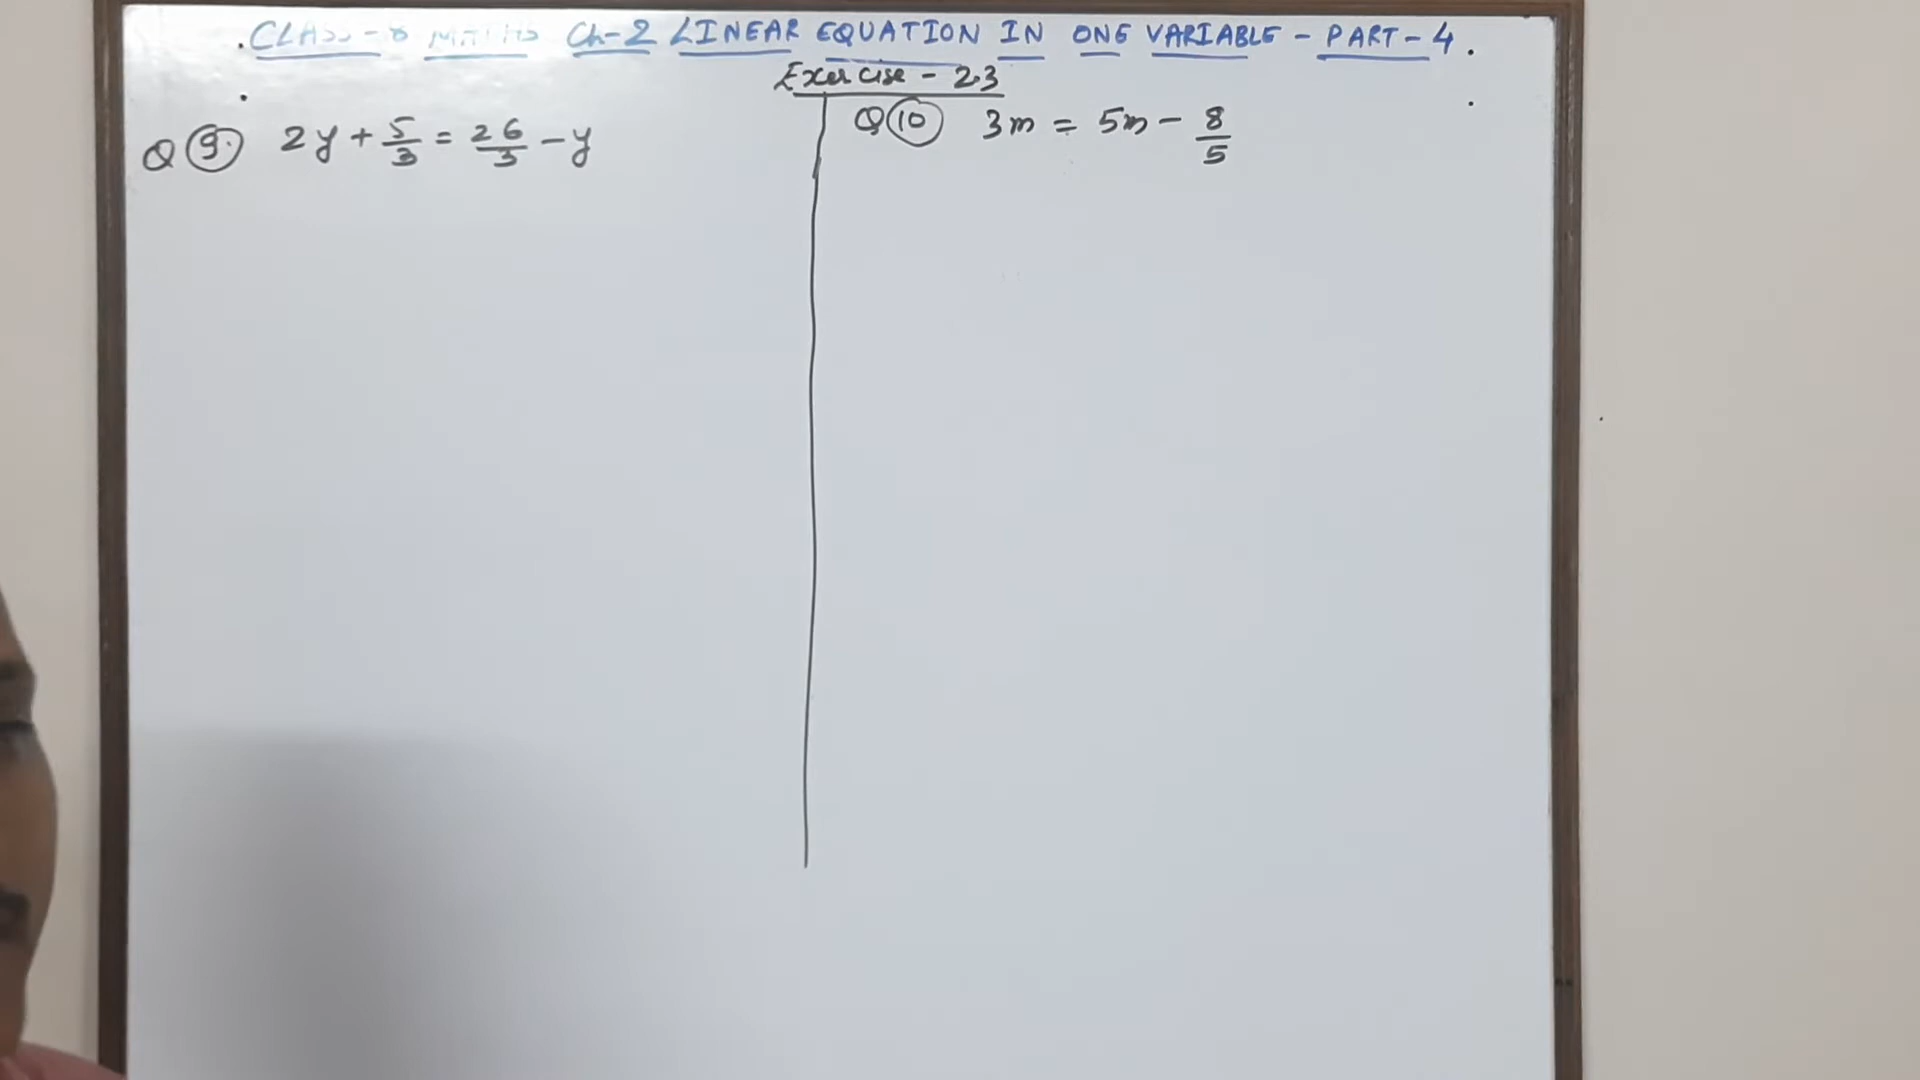 CLASS-8 MATHS Ch-2 LINEAR EQUATION IN ONE VARIABLE - PART-4.
Exercise - 2.3
Q 9. 2y + 5/3 = 26/3 - y
Q 10 3m = 5m - 8/5